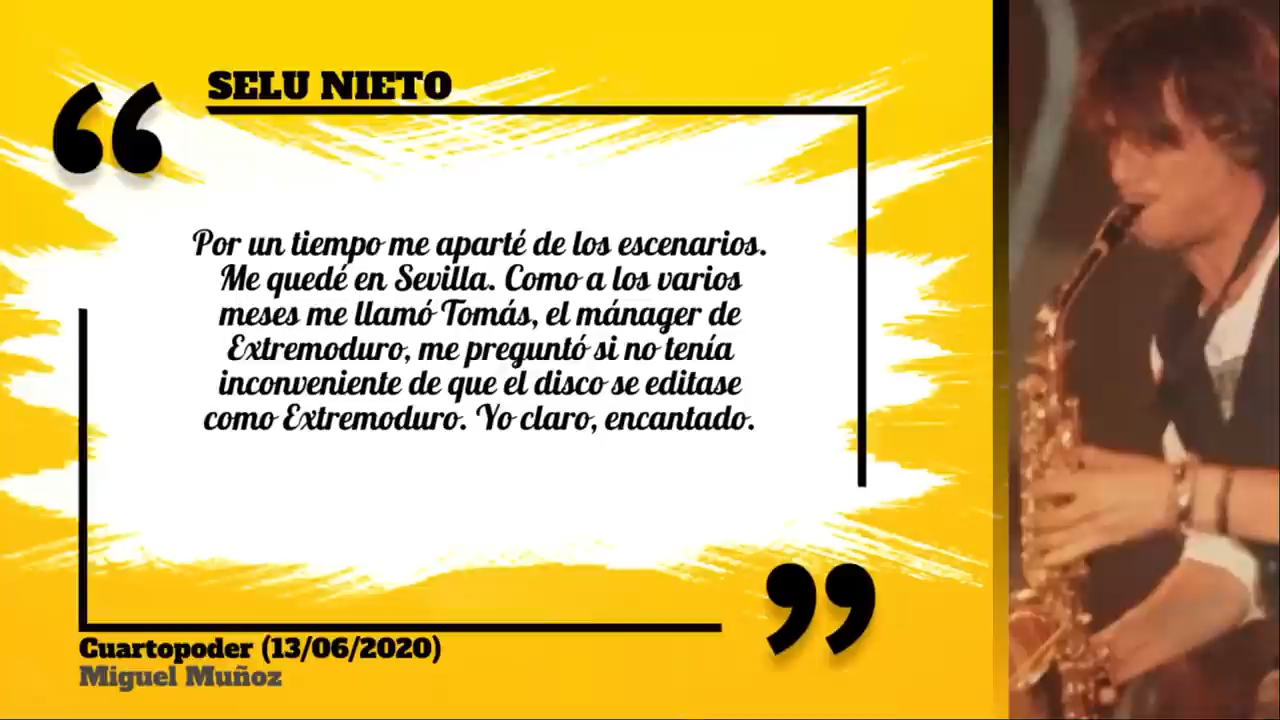 SELU NIETO
Por un tiempo me aparté de los escenarios.
Me quedé en Sevilla. Como a los varios
meses me llamó Tomás, el mánager de
Extremoduro, me preguntó si no tenía
inconveniente de que el disco se editase
como Extremoduro. Yo claro, encantado.
Cuartopoder (13/06/2020)
Miguel Muñoz